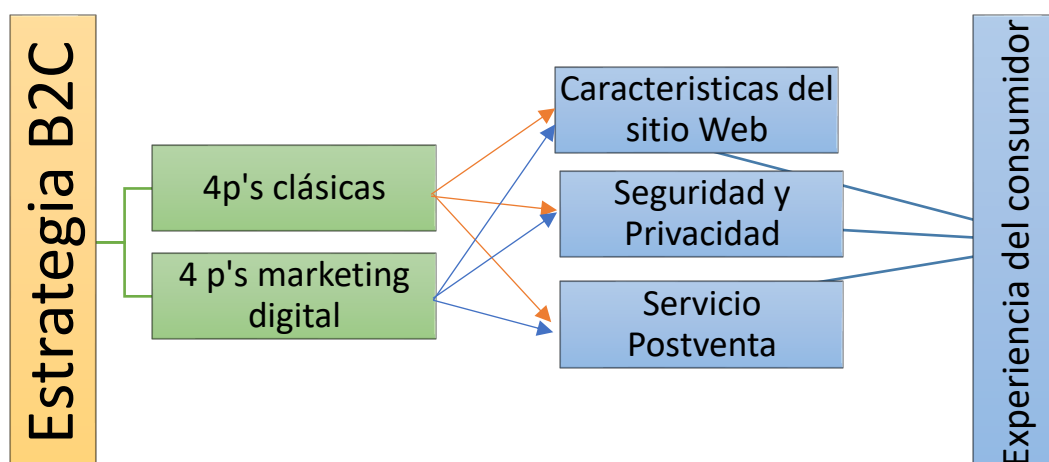 Estrategia B2C
4p's clásicas
4 p's marketing
digital
Caracteristicas del
sitio Web
Seguridad y
Privacidad
Servicio
Postventa
Experiencia del consumidor